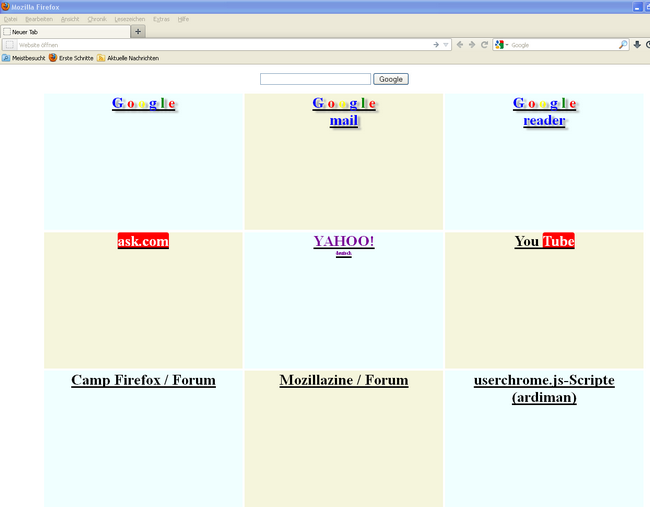 Mozilla Firefox
Datei Bearbeiten Ansicht Chronik Lesezeichen Extras Hilfe
Neuer Tab
Website öffnen
Google
Meistbesucht Erste Schritte Aktuelle Nachrichten
Google
Google
Google
mail
Google
reader
ask.com
YAHOO!
deutsch
You Tube
Camp Firefox / Forum
Mozillazine / Forum
userchrome.js-Scripte
(ardiman)